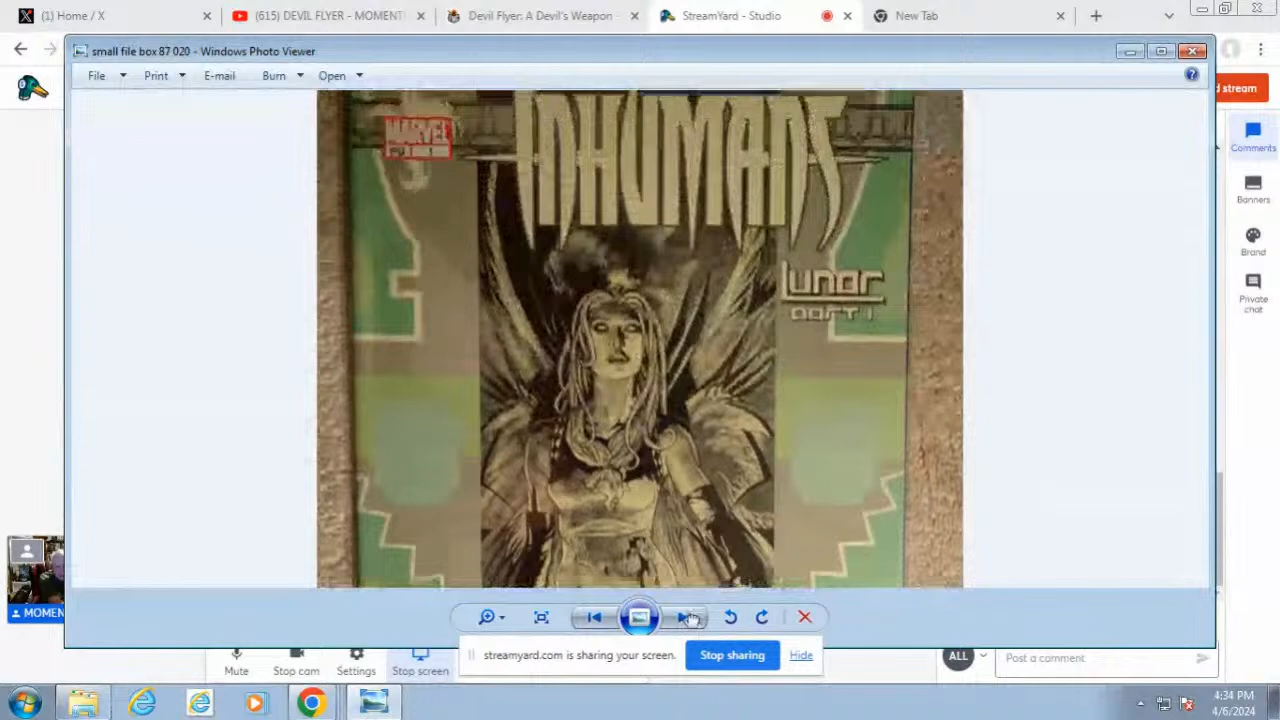 (1) Home / X
(615) DEVIL FLYER - MOMENT
Devil Flyer: A Devil's Weapon -
StreamYard - Studio
New Tab
small file box 87 020 - Windows Photo Viewer
File
Print
E-mail
Burn
Open
d stream
MARVEL
INHUMANS
Lunar
part 1
Comments
Banners
Brand
Private
chat
MOMEN
streamyard.com is sharing your screen.
Stop sharing
Hide
Mute
Stop cam
Settings
Stop screen
ALL
Post a comment
4:34 PM
4/6/2024